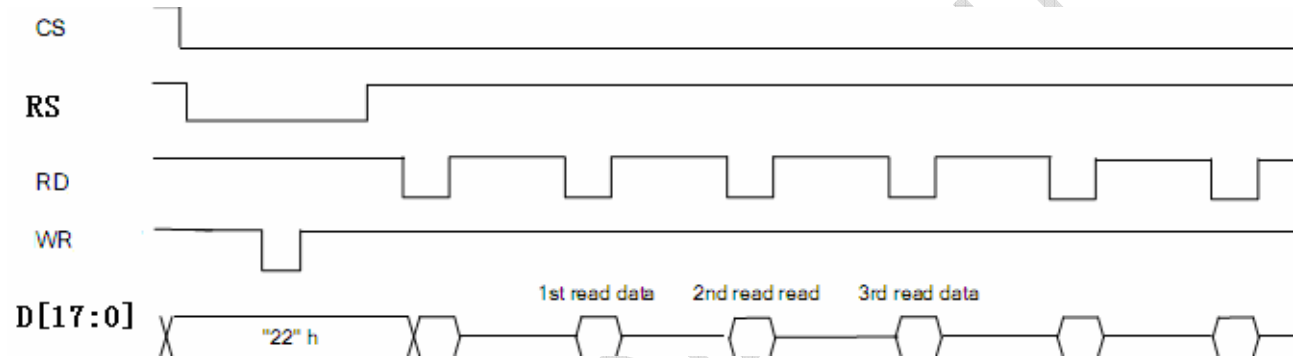 CS
RS
RD
WR
1st read data 2nd read read 3rd read data
D[17:0]
"22" h